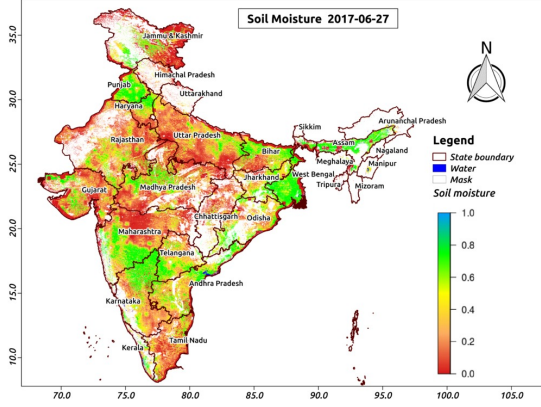 Soil Moisture 2017-06-27
N
35.0
30.0
25.0
20.0
15.0
10.0
Jammu & Kashmir
Himachal Pradesh
Punjab
Uttarakhand
Haryana
Arunanchal Pradesh
Sikkim
Rajasthan
Uttar Pradesh
Assam
Bihar
Nagaland
Meghalaya
Manipur
Jharkhand
West Bengal
Tripura
Mizoram
Gujarat
Madhya Pradesh
Chhattisgarh
Odisha
Maharashtra
Telangana
Andhra Pradesh
Karnataka
Kerala
Tamil Nadu
Legend
State boundary
Water
Mask
Soil moisture
1.0
0.8
0.6
0.4
0.2
0.0
70.0 75.0 80.0 85.0 90.0 95.0 100.0 105.0